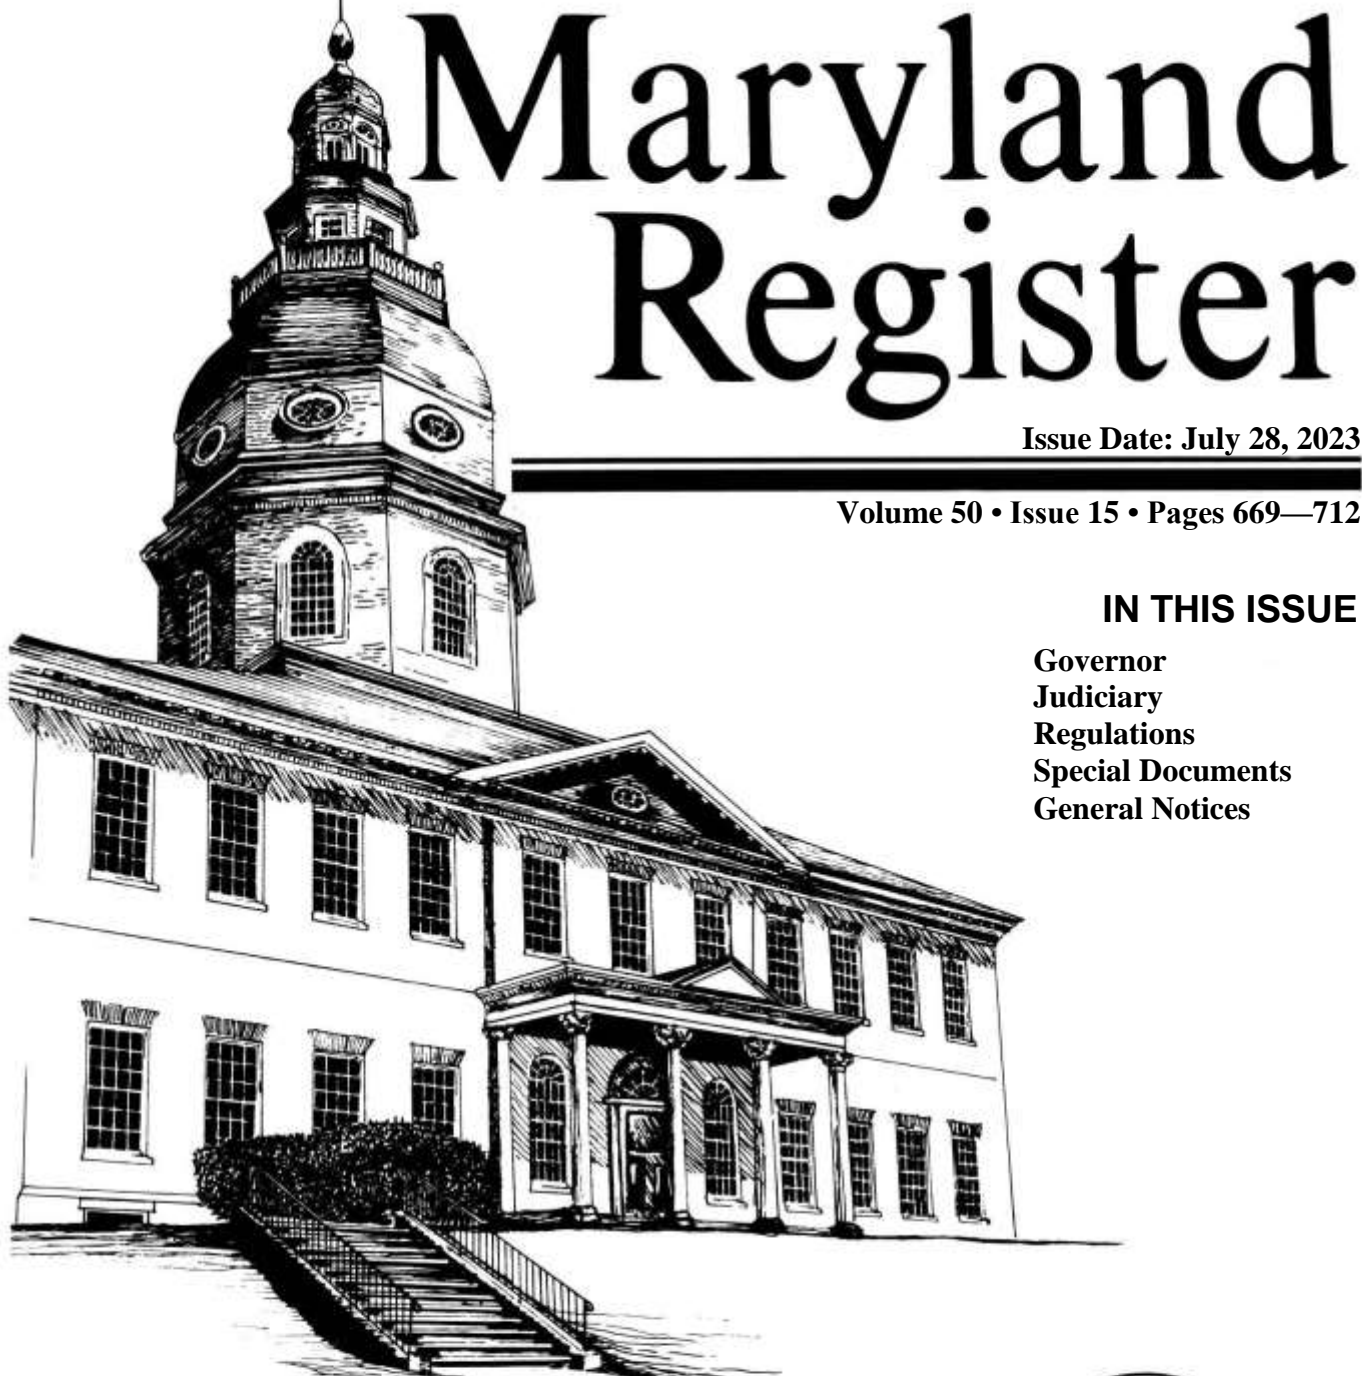 Maryland
Register
Issue Date: July 28, 2023
Volume 50 • Issue 15 • Pages 669—712
IN THIS ISSUE
Governor
Judiciary
Regulations
Special Documents
General Notices